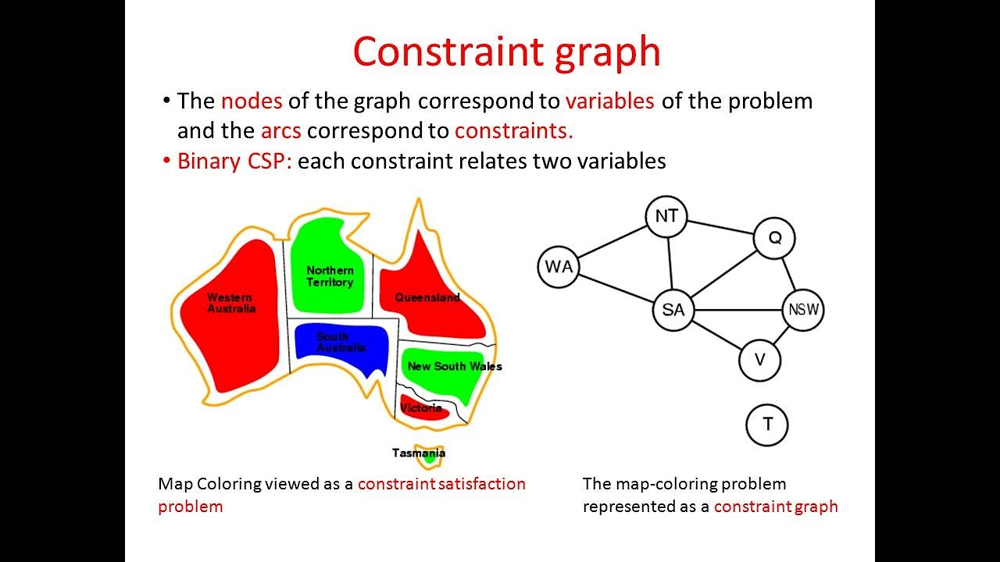 Constraint graph
• The nodes of the graph correspond to variables of the problem
and the arcs correspond to constraints.
• Binary CSP: each constraint relates two variables
Western
Australia
Northern
Territory
Queensland
South
Australia
New South Wales
Victoria
Tasmania
NT
Q
WA
SA
NSW
V
T
Map Coloring viewed as a constraint satisfaction
problem
The map-coloring problem
represented as a constraint graph